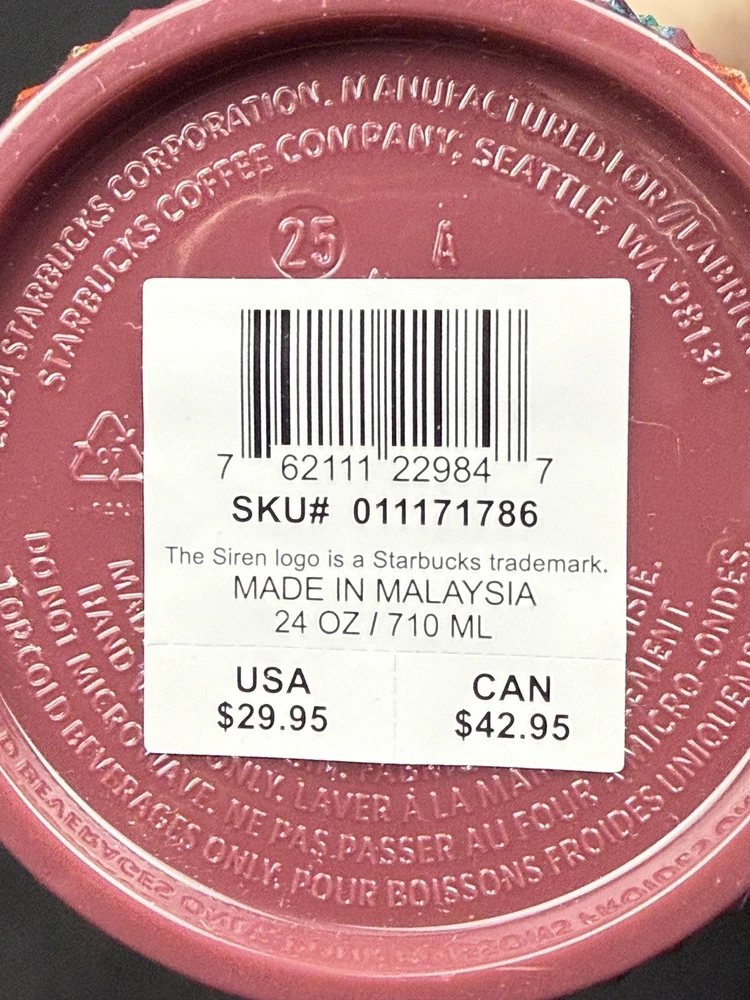 2024 STARBUCKS CORPORATION. MANUFACTURED FOR/FABRIQ
STARBUCKS COFFEE COMPANY, SEATTLE, WA 98134
25 A
7 62111 22984 7
SKU# 011171786
The Siren logo is a Starbucks trademark.
MADE IN MALAYSIA
24 OZ / 710 ML
USA CAN
$29.95 $42.95
07
HAND ONLY. LAVER À LA MAIN
DO NOT MICROWAVE. NE PAS PASSER AU FOUR MICRO-ONDES.
FOR COLD BEVERAGES ONLY. POUR BOISSONS FROIDES UNIQUEMENT